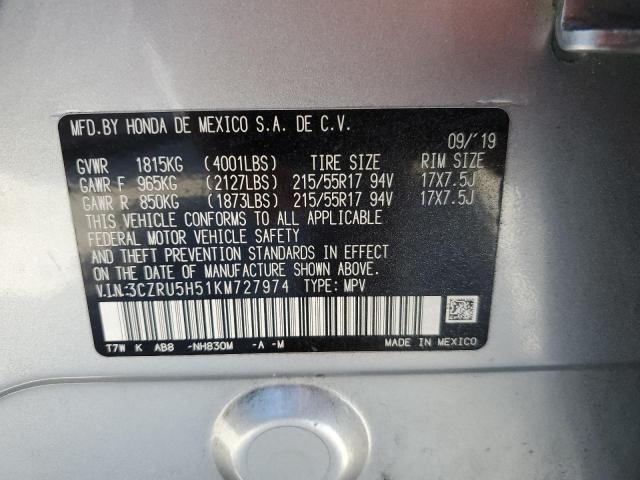 MFD.BY HONDA DE MEXICO S.A. DE C.V.
09/'19
GVWR 1815KG (4001LBS) TIRE SIZE RIM SIZE
GAWR F 965KG (2127LBS) 215/55R17 94V 17X7.5J
GAWR R 850KG (1873LBS) 215/55R17 94V 17X7.5J
THIS VEHICLE CONFORMS TO ALL APPLICABLE
FEDERAL MOTOR VEHICLE SAFETY
AND THEFT PREVENTION STANDARDS IN EFFECT
ON THE DATE OF MANUFACTURE SHOWN ABOVE.
V.I.N:3CZRU5H51KM727974 TYPE: MPV
T7W K AB8 -NH830M -A -M
MADE IN MEXICO